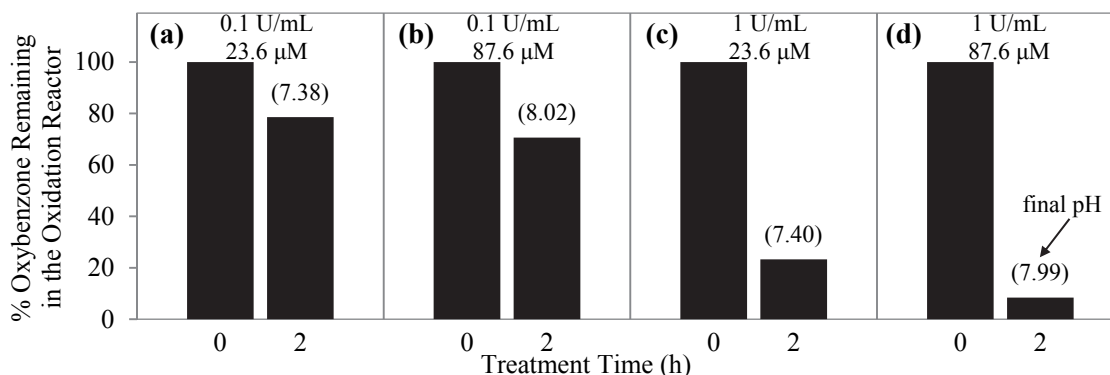 (a)
0.1 U/mL
23.6 μM
(b)
0.1 U/mL
87.6 μM
(c)
1 U/mL
23.6 μM
(d)
1 U/mL
87.6 μM
% Oxybenzone Remaining
in the Oxidation Reactor
100
80
60
40
20
0
(7.38)
(8.02)
(7.40)
final pH
(7.99)
0 2 0 2 0 2 0 2
Treatment Time (h)